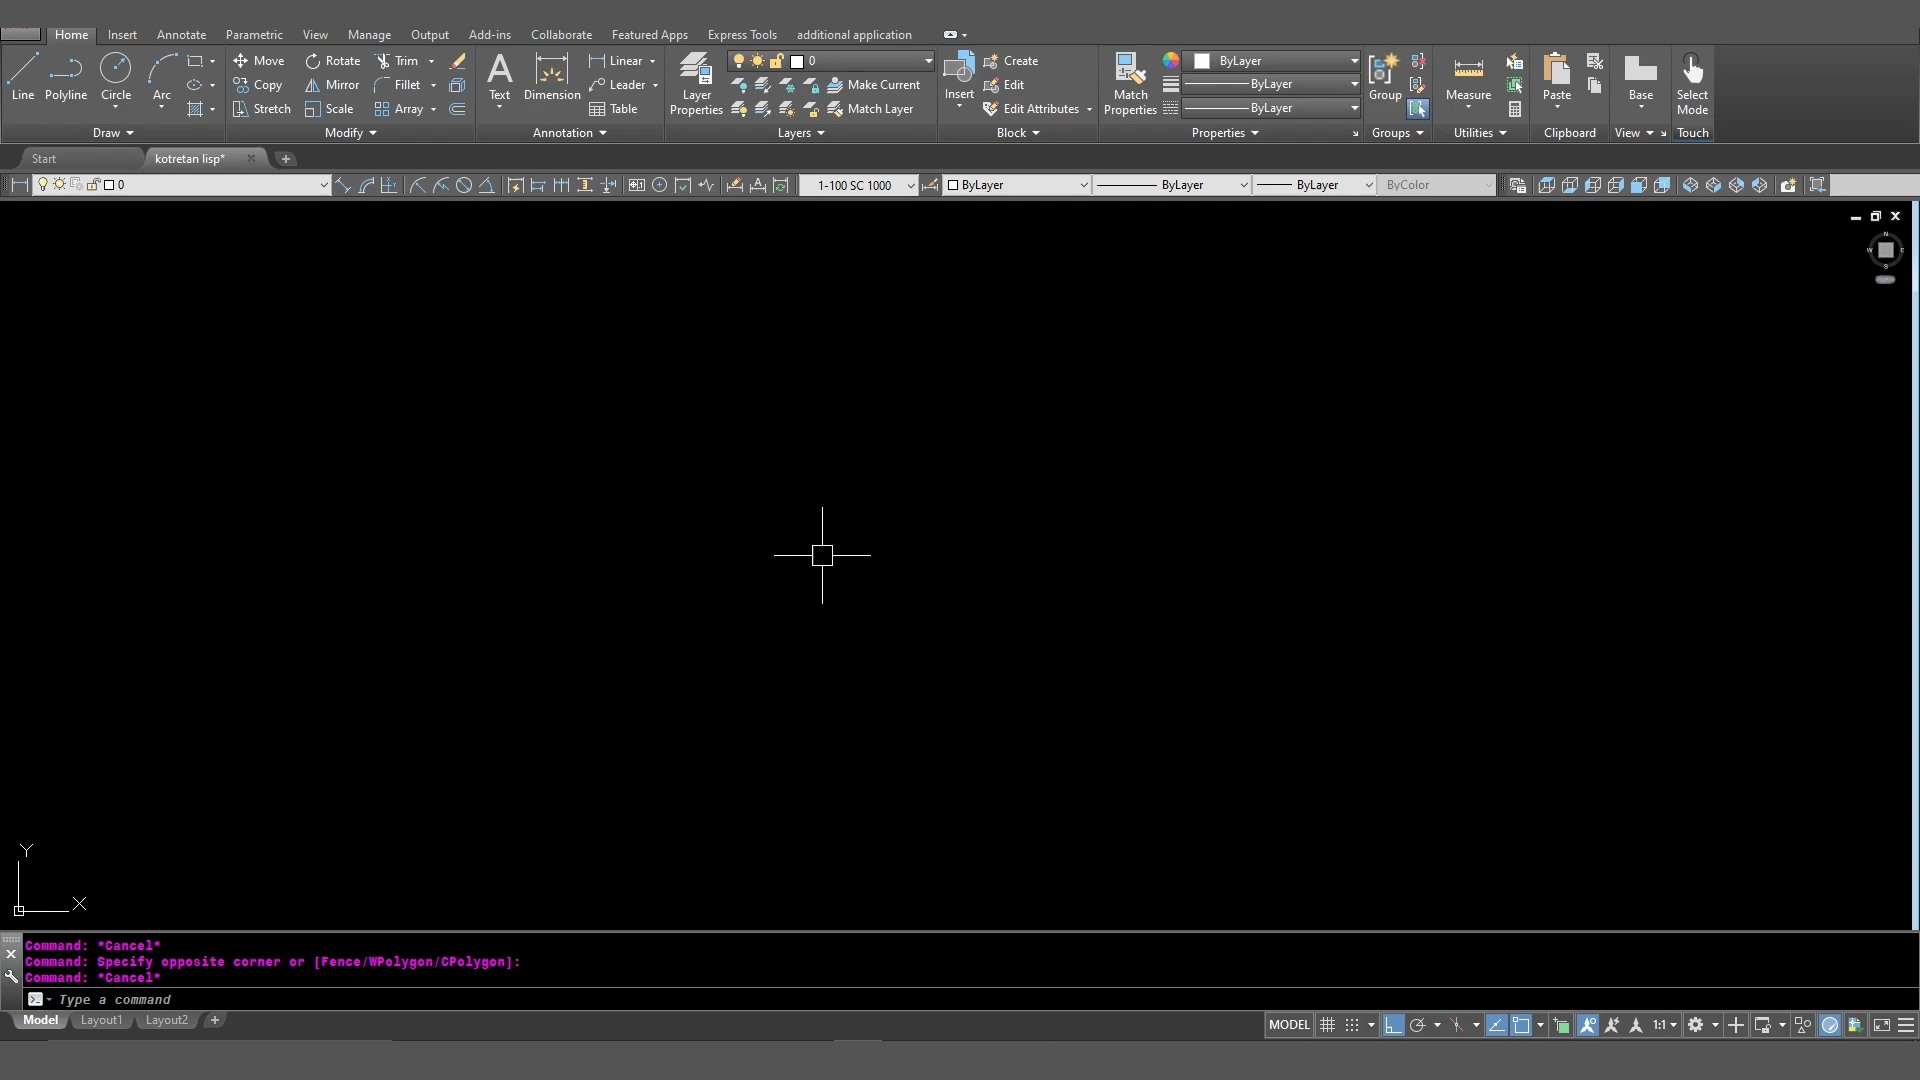 Home Insert Annotate Parametric View Manage Output Add-ins Collaborate Featured Apps Express Tools additional application
Line Polyline Circle Arc
Move Rotate Trim
Copy Mirror Fillet
Stretch Scale Array
Text Dimension
Linear
Leader
Table
Layer Properties
0
Make Current
Match Layer
Insert
Create
Edit
Edit Attributes
Match Properties
ByLayer
ByLayer
ByLayer
Group
Measure
Paste
Base
Select Mode
Draw Modify Annotation Layers Block Properties Groups Utilities Clipboard View Touch
Start kotretan lisp*
0 1-100 SC 1000 ByLayer ByLayer ByLayer ByColor
N
W E
S
Y
X
Command: *Cancel*
Command: Specify opposite corner or [Fence/WPolygon/CPolygon]:
Command: *Cancel*
Type a command
Model Layout1 Layout2 +
MODEL 1:1